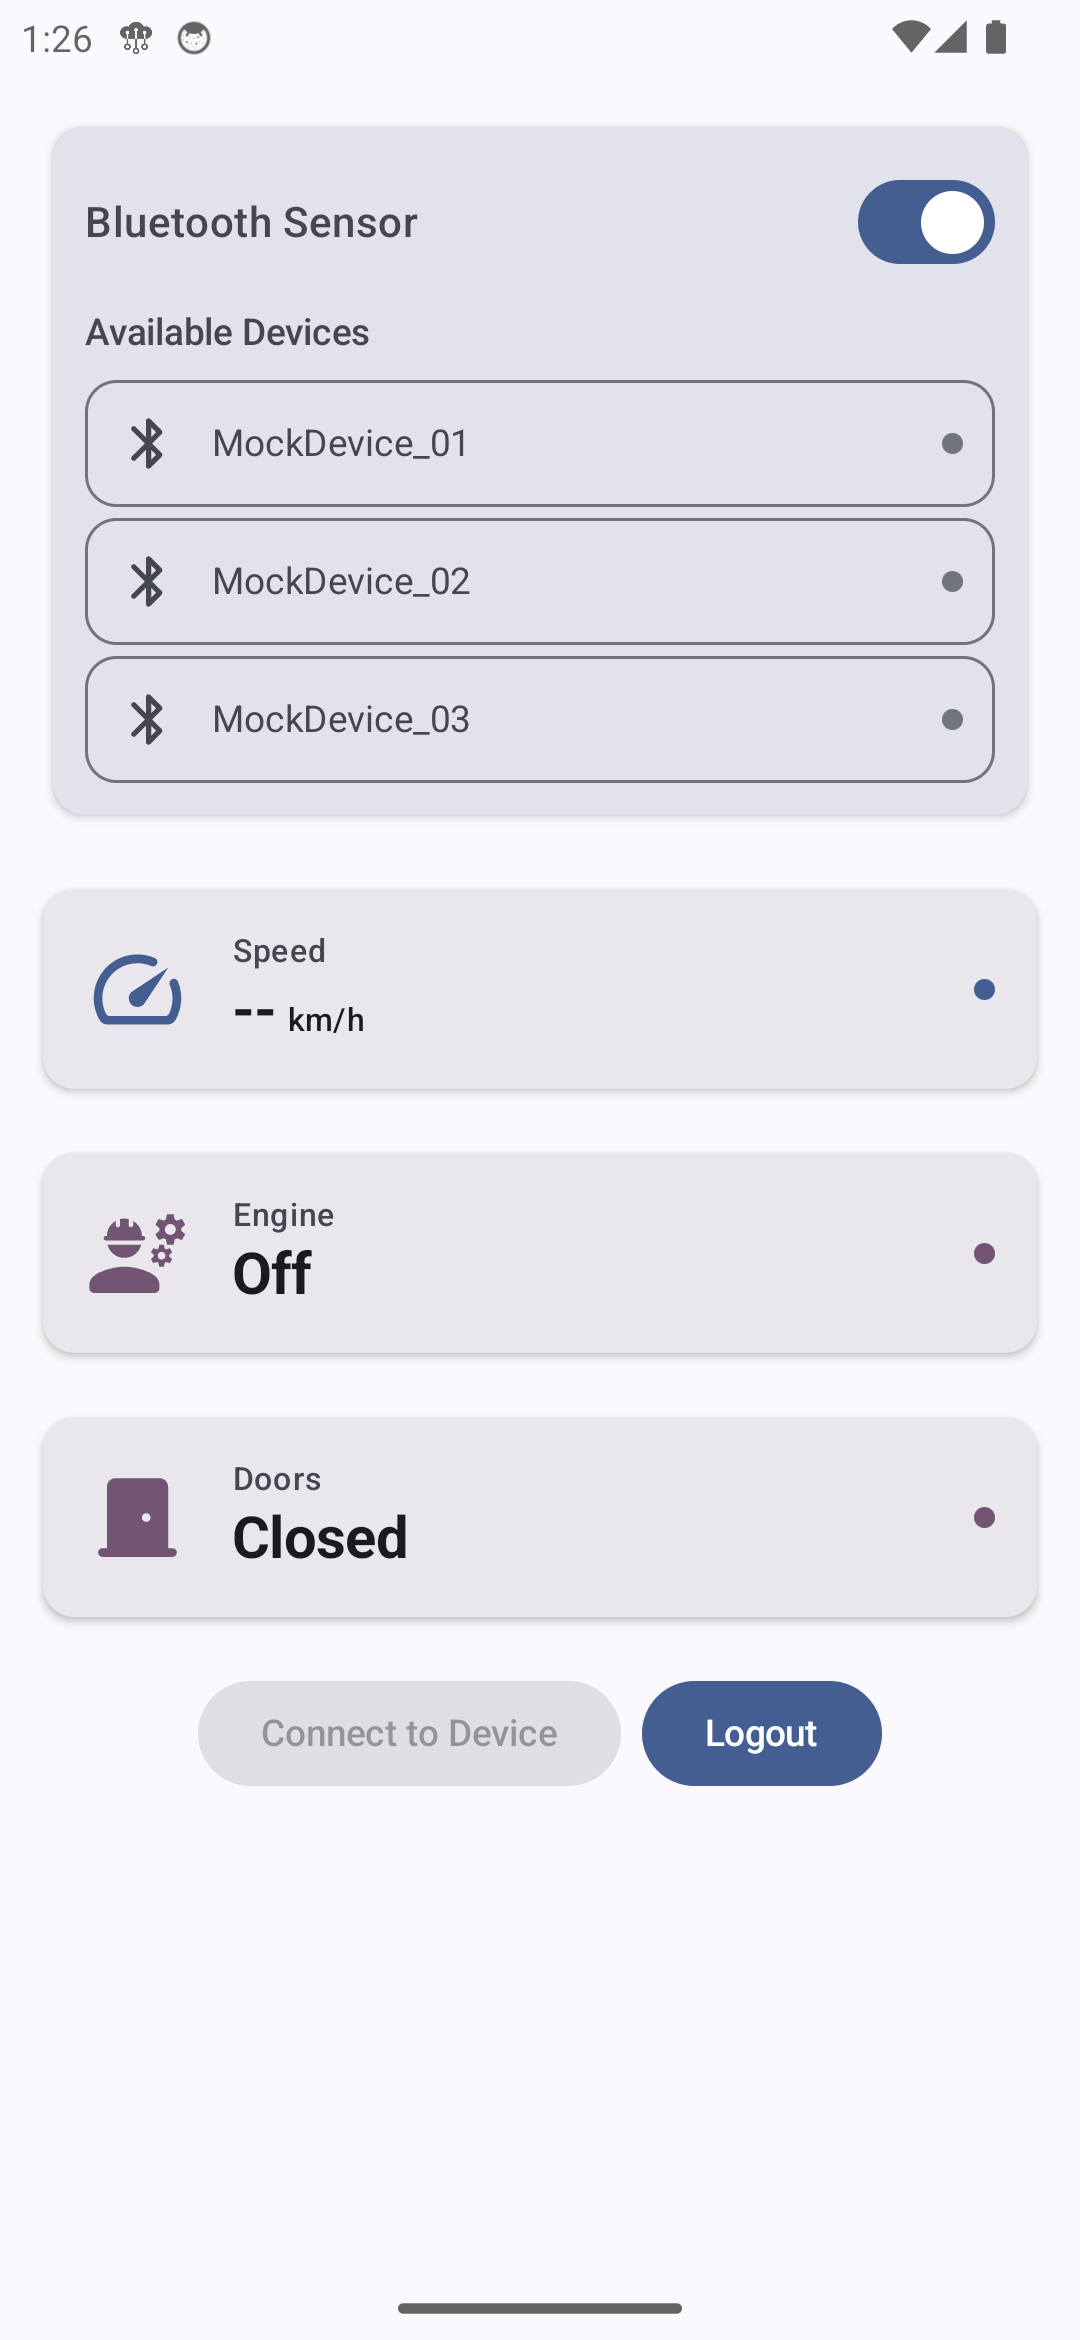 1:26
Bluetooth Sensor
Available Devices
MockDevice_01
MockDevice_02
MockDevice_03
Speed
-- km/h
Engine
Off
Doors
Closed
Connect to Device
Logout